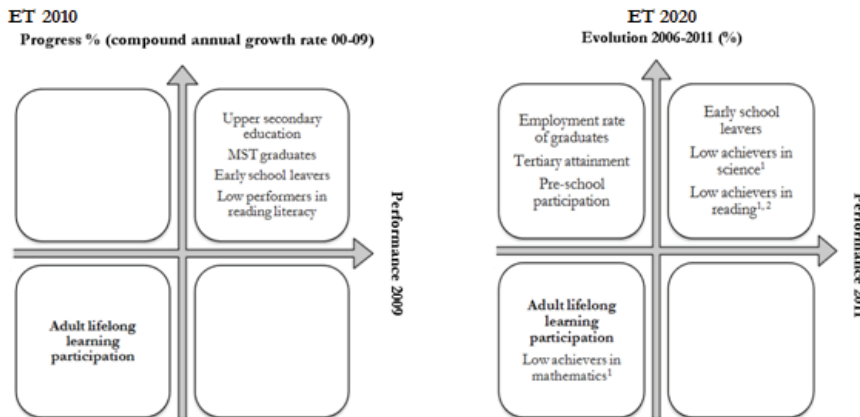 ET 2010
Progress % (compound annual growth rate 00-09)
Upper secondary
education
MST graduates
Early school leavers
Low performers in
reading literacy
Performance 2009
Adult lifelong
learning
participation
ET 2020
Evolution 2006-2011 (%)
Employment rate
of graduates
Tertiary attainment
Pre-school
participation
Early school
leavers
Low achievers in
science¹
Low achievers in
reading¹,²
Performance 2011
Adult lifelong
learning
participation
Low achievers in
mathematics¹